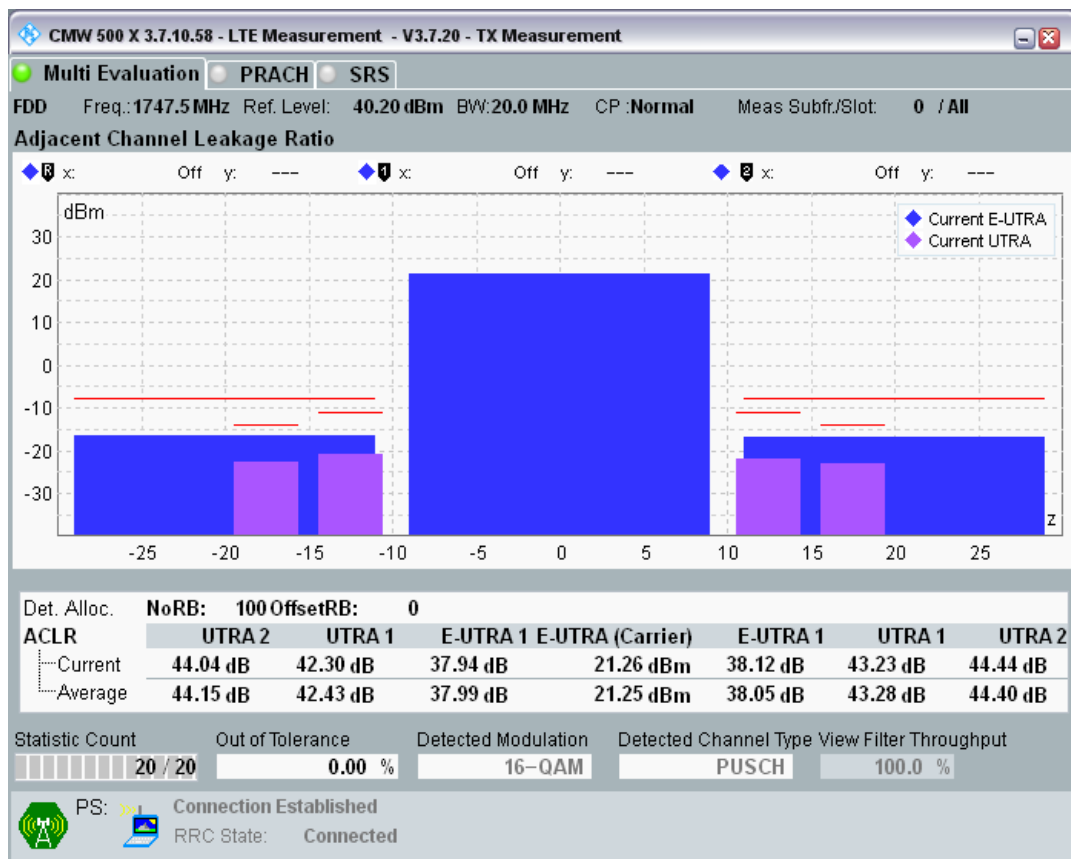 CMW 500 X 3.7.10.58 - LTE Measurement - V3.7.20 - TX Measurement
Multi Evaluation PRACH SRS
FDD Freq.:1747.5 MHz Ref. Level: 40.20 dBm BW:20.0 MHz CP :Normal Meas Subfr./Slot: 0 / All
Adjacent Channel Leakage Ratio
R x: Off y: --- 1 x: Off y: --- 2 x: Off y: ---
dBm
Current E-UTRA
Current UTRA
30
20
10
0
-10
-20
-30
z
-25 -20 -15 -10 -5 0 5 10 15 20 25
Det. Alloc. NoRB: 100 OffsetRB: 0
ACLR UTRA 2 UTRA 1 E-UTRA 1 E-UTRA (Carrier) E-UTRA 1 UTRA 1 UTRA 2
Current 44.04 dB 42.30 dB 37.94 dB 21.26 dBm 38.12 dB 43.23 dB 44.44 dB
Average 44.15 dB 42.43 dB 37.99 dB 21.25 dBm 38.05 dB 43.28 dB 44.40 dB
Statistic Count Out of Tolerance Detected Modulation Detected Channel Type View Filter Throughput
20 / 20 0.00 % 16-QAM PUSCH 100.0 %
PS: Connection Established
RRC State: Connected